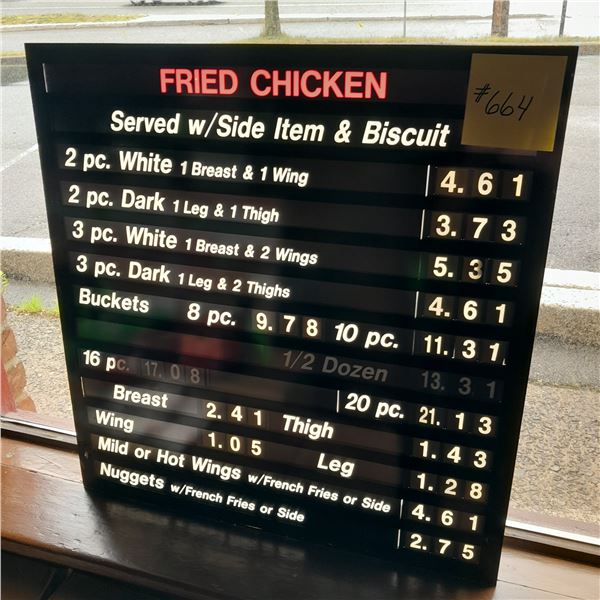 FRIED CHICKEN
#664
Served w/Side Item & Biscuit
2 pc. White 1 Breast & 1 Wing 4.61
2 pc. Dark 1 Leg & 1 Thigh 3.73
3 pc. White 1 Breast & 2 Wings 5.35
3 pc. Dark 1 Leg & 2 Thighs 4.61
Buckets 8 pc. 9.78 10 pc. 11.31
1/2 Dozen 13.31
16 pc. 17.08 20 pc. 21.13
Breast 2.41 Thigh 1.43
Wing 1.05 Leg 1.28
Mild or Hot Wings w/French Fries or Side 4.61
Nuggets w/French Fries or Side 2.75